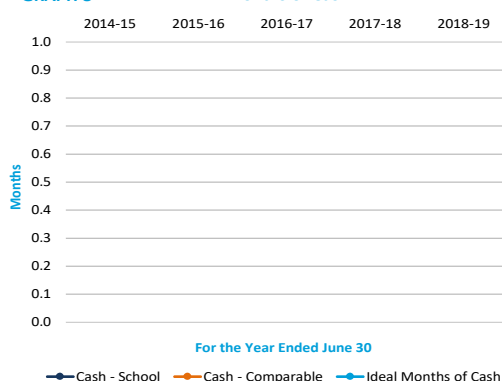 2014-15 2015-16 2016-17 2017-18 2018-19
1.0
0.9
0.8
0.7
0.6
0.5
0.4
0.3
0.2
0.1
0.0
Months
For the Year Ended June 30
Cash - School Cash - Comparable Ideal Months of Cash